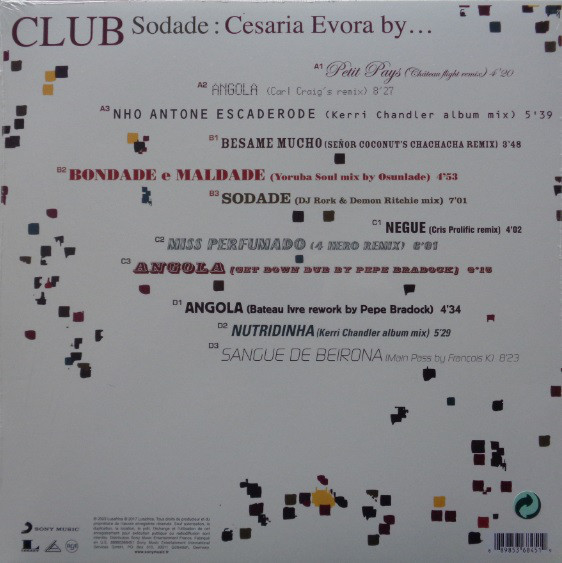 CLUB Sodade : Cesaria Evora by...
A1 Petit Pays (Château flight remix) 4'20
A2 ANGOLA (Carl Craig's remix) 8'27
A3 NHO ANTONE ESCADERODE (Kerri Chandler album mix) 5'39
B1 BESAME MUCHO (SEÑOR COCONUT'S CHACHACHA REMIX) 3'48
B2 BONDADE e MALDADE (Yoruba Soul mix by Osunlade) 4'53
B3 SODADE (DJ Rork & Demon Ritchie mix) 7'01
C1 NEGUE (Cris Prolific remix) 4'02
C2 MISS PERFUMADO (4 HERO REMIX) 6'01
C3 ANGOLA (GET DOWN DUB BY PEPE BRADOCK)
D1 ANGOLA (Bateau Ivre rework by Pepe Bradock) 4'34
D2 NUTRIDINHA (Kerri Chandler album mix) 5'29
D3 SANGUE DE BEIRONA (Main Pass by François K) 8'23
SONY MUSIC